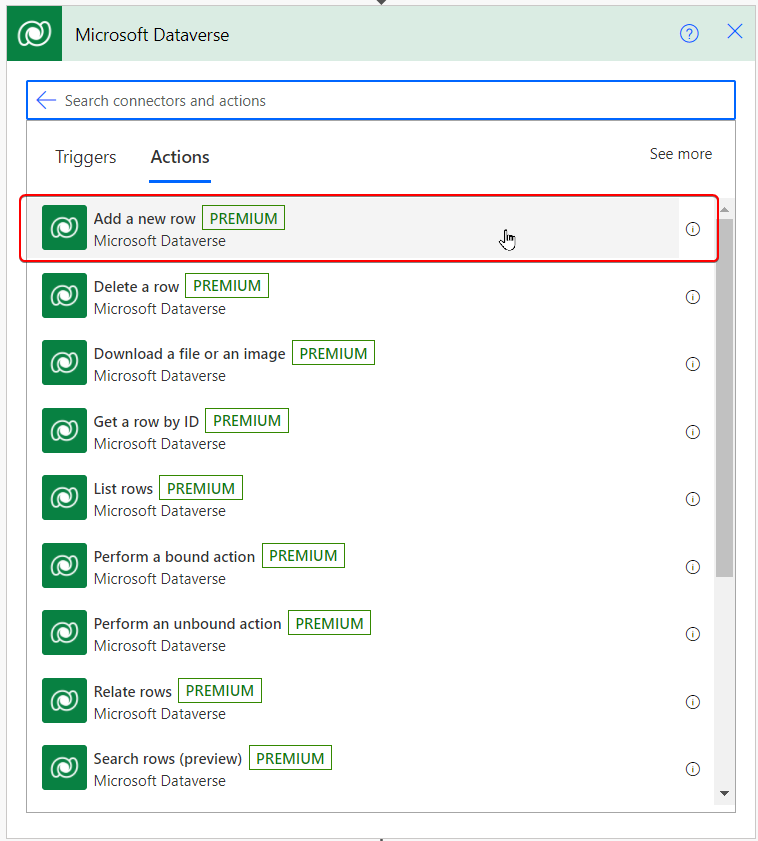 Microsoft Dataverse
Search connectors and actions
Triggers Actions See more
Add a new row PREMIUM
Microsoft Dataverse
Delete a row PREMIUM
Microsoft Dataverse
Download a file or an image PREMIUM
Microsoft Dataverse
Get a row by ID PREMIUM
Microsoft Dataverse
List rows PREMIUM
Microsoft Dataverse
Perform a bound action PREMIUM
Microsoft Dataverse
Perform an unbound action PREMIUM
Microsoft Dataverse
Relate rows PREMIUM
Microsoft Dataverse
Search rows (preview) PREMIUM
Microsoft Dataverse